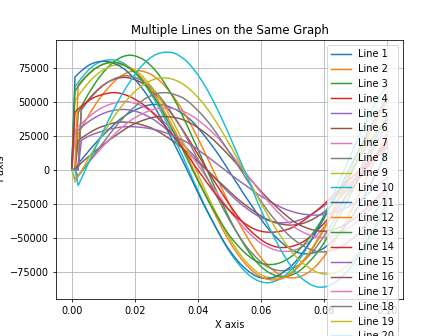 Multiple Lines on the Same Graph
75000
50000
25000
0
−25000
−50000
−75000
0.00
0.02
0.04
0.06
0.08
X axis
Line 1
Line 2
Line 3
Line 4
Line 5
Line 6
Line 7
Line 8
Line 9
Line 10
Line 11
Line 12
Line 13
Line 14
Line 15
Line 16
Line 17
Line 18
Line 19